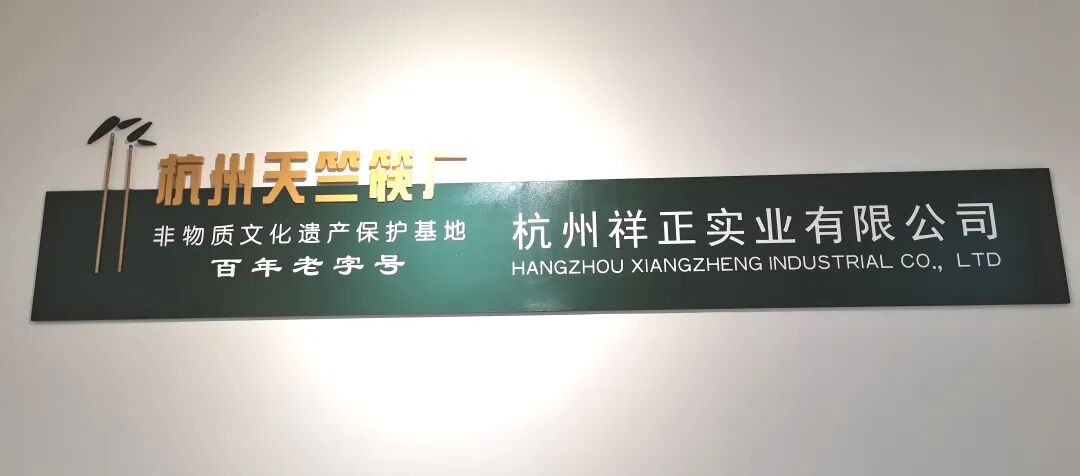 杭州天竺筷厂
非物质文化遗产保护基地
百年老字号
杭州祥正实业有限公司
HANGZHOU XIANGZHENG INDUSTRIAL CO., LTD